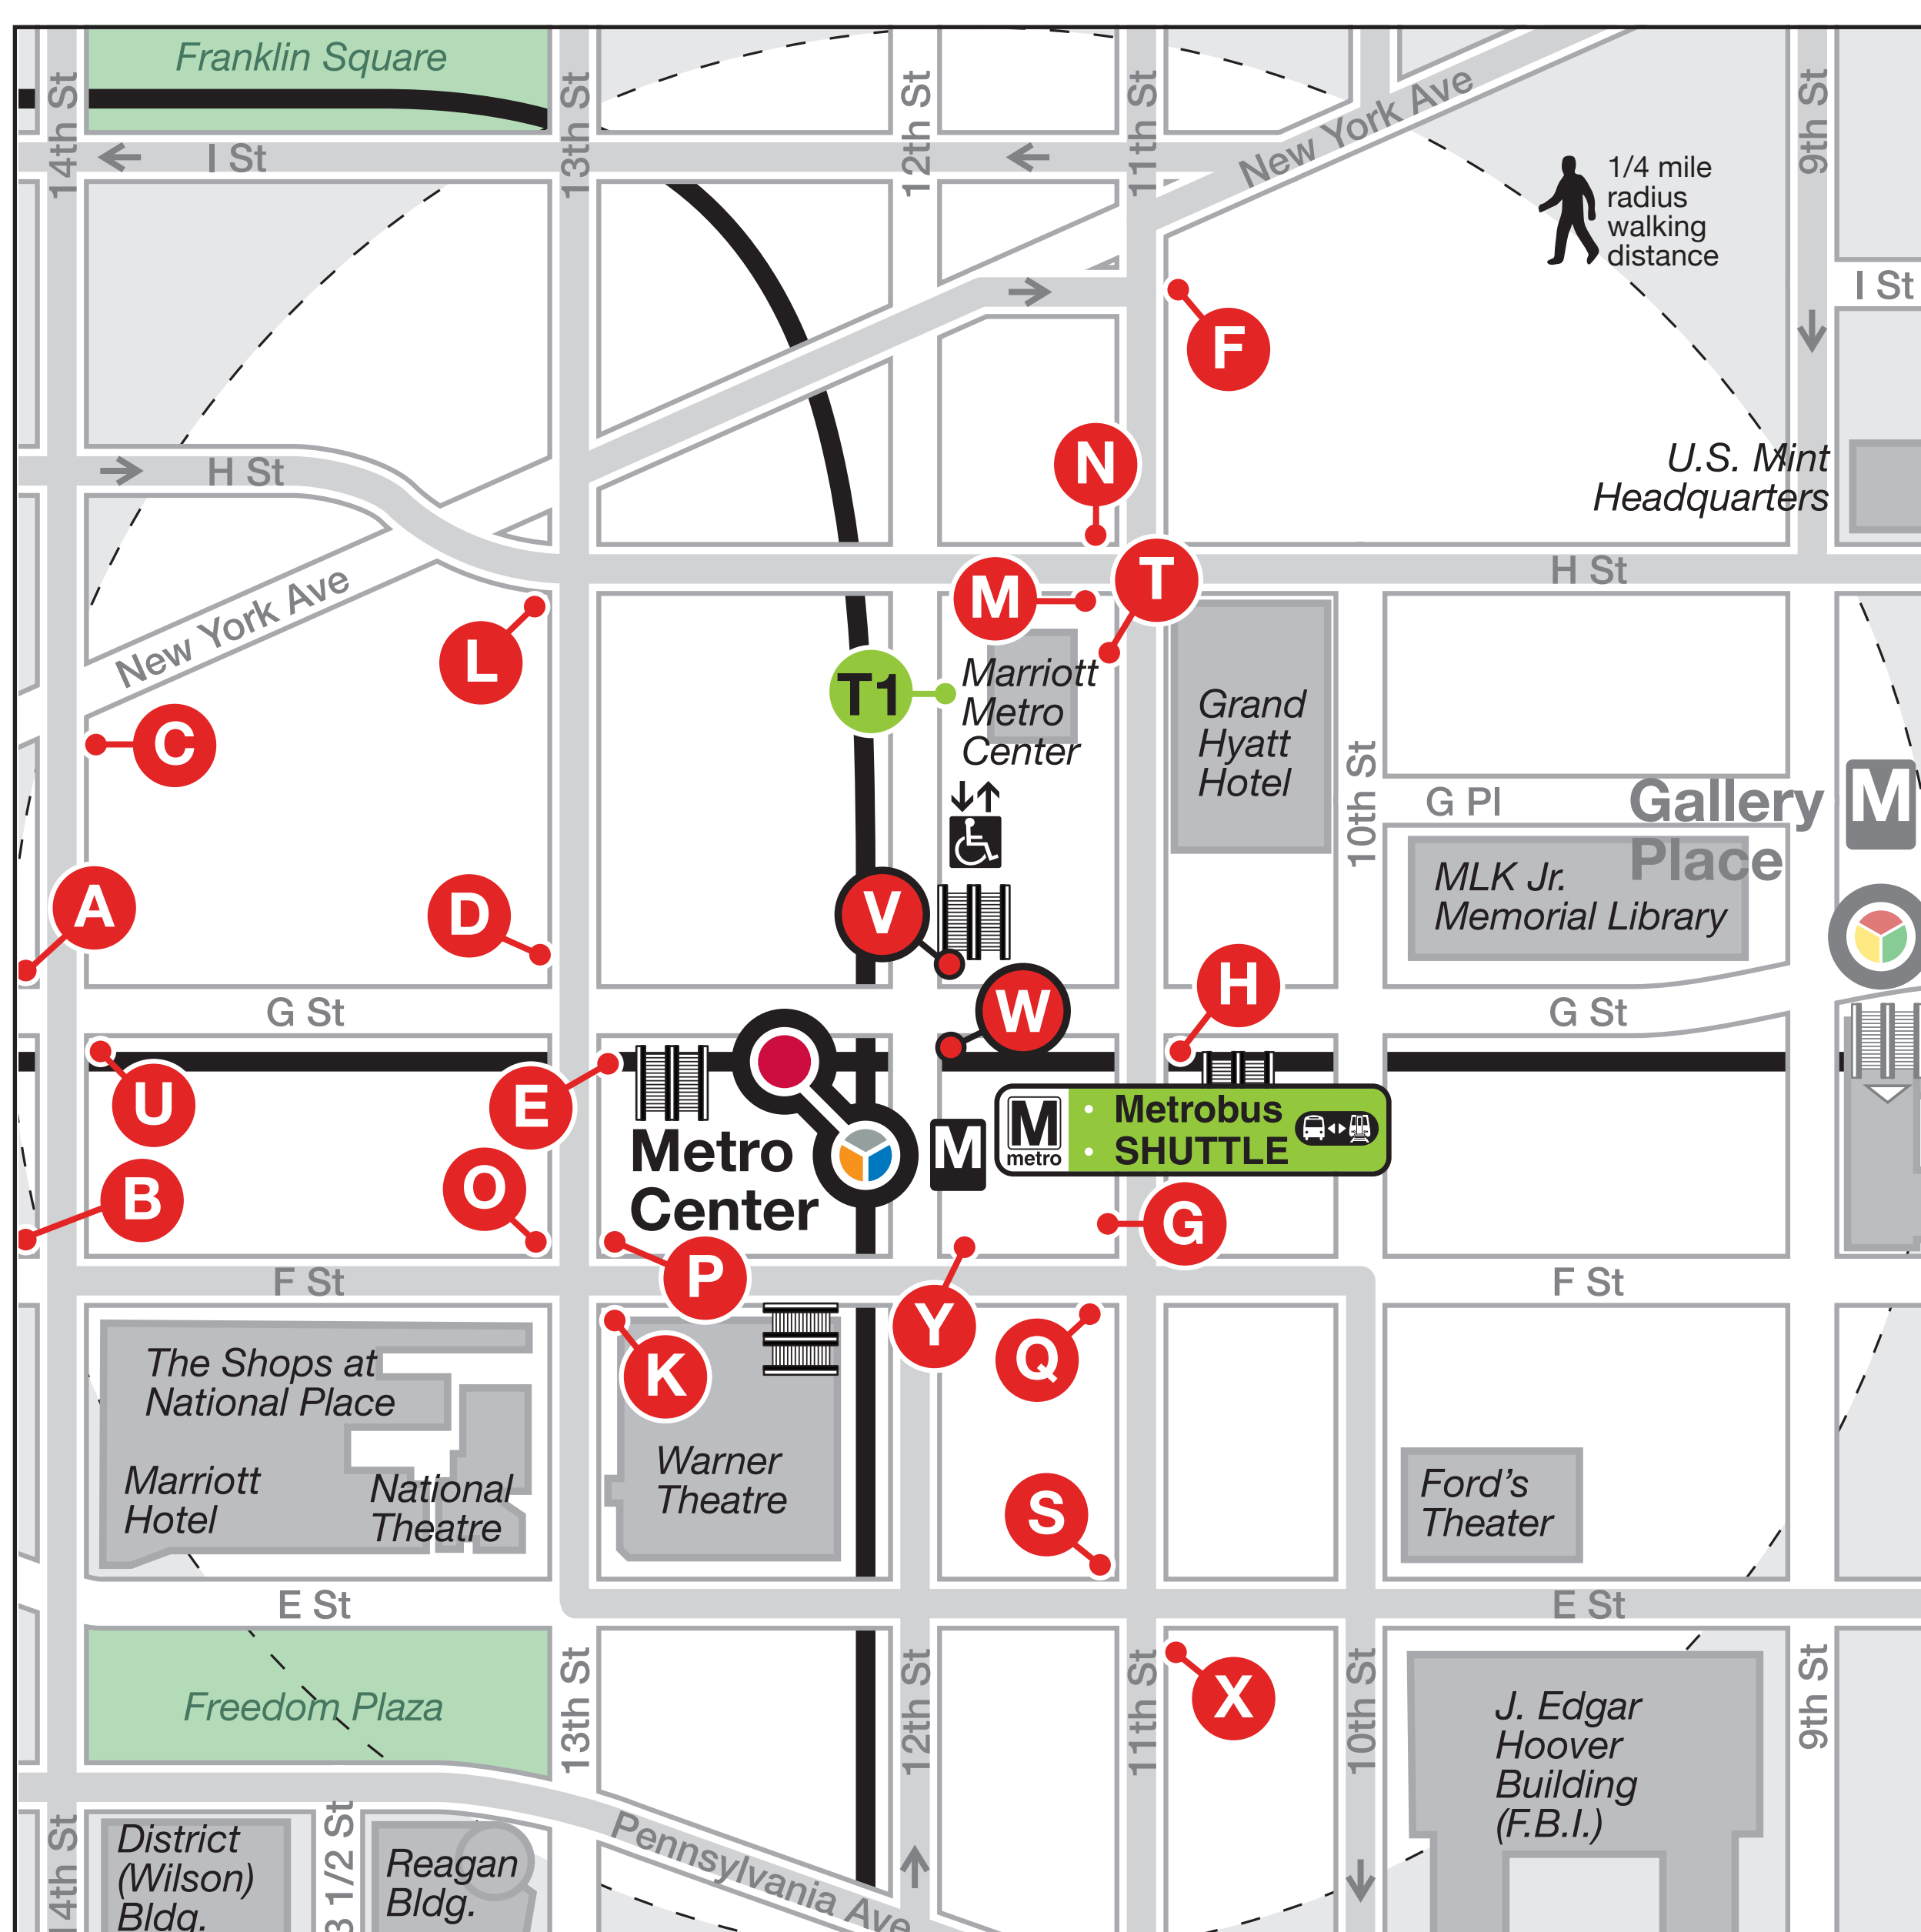 Franklin Square
14th St
13th St
12th St
11th St
New York Ave
9th St
I St
1/4 mile
radius
walking
distance
I St
F
H St
N
U.S. Mint
Headquarters
H St
T
M
New York Ave
L
T1
Marriott
Metro
Center
Grand
Hyatt
Hotel
C
10th St
G Pl
Gallery
Place
M
MLK Jr.
Memorial Library
A
D
V
G St
W
H
G St
U
E
Metro
Center
M
M
metro
• Metrobus
• SHUTTLE
B
O
G
P
F St
F St
Y
Q
K
The Shops at
National Place
Marriott
Hotel
National
Theatre
Warner
Theatre
S
Ford's
Theater
E St
E St
Freedom Plaza
13th St
12th St
11th St
X
10th St
9th St
J. Edgar
Hoover
Building
(F.B.I.)
14th St
District
(Wilson)
Bldg.
3 1/2 St
Reagan
Bldg.
Pennsylvania Ave